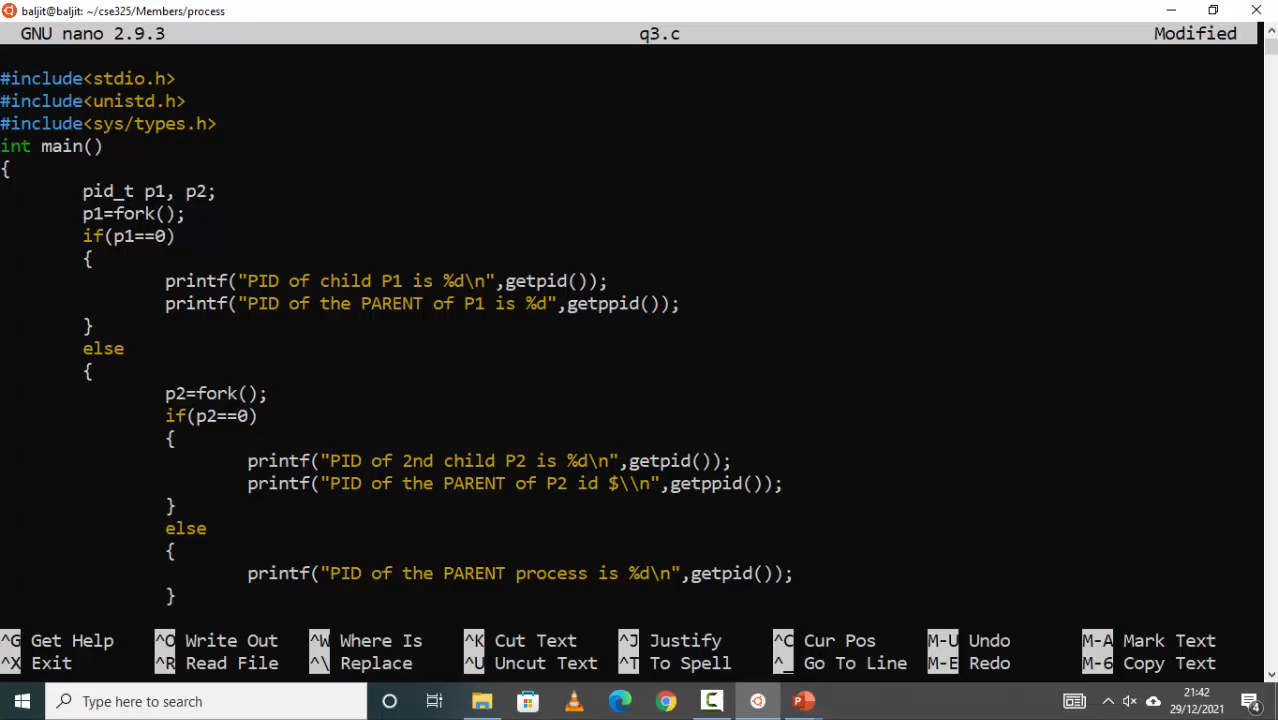 baljit@baljit: ~/cse325/Members/process
GNU nano 2.9.3 q3.c Modified
#include<stdio.h>
#include<unistd.h>
#include<sys/types.h>
int main()
{
pid_t p1, p2;
p1=fork();
if(p1==0)
{
printf("PID of child P1 is %d\n",getpid());
printf("PID of the PARENT of P1 is %d",getppid());
}
else
{
p2=fork();
if(p2==0)
{
printf("PID of 2nd child P2 is %d\n",getpid());
printf("PID of the PARENT of P2 id $\\n",getppid());
}
else
{
printf("PID of the PARENT process is %d\n",getpid());
}
^G Get Help ^O Write Out ^W Where Is ^K Cut Text ^J Justify ^C Cur Pos M-U Undo M-A Mark Text
^X Exit ^R Read File ^\ Replace ^U Uncut Text ^T To Spell ^_ Go To Line M-E Redo M-6 Copy Text
Type here to search 21:42
29/12/2021 4